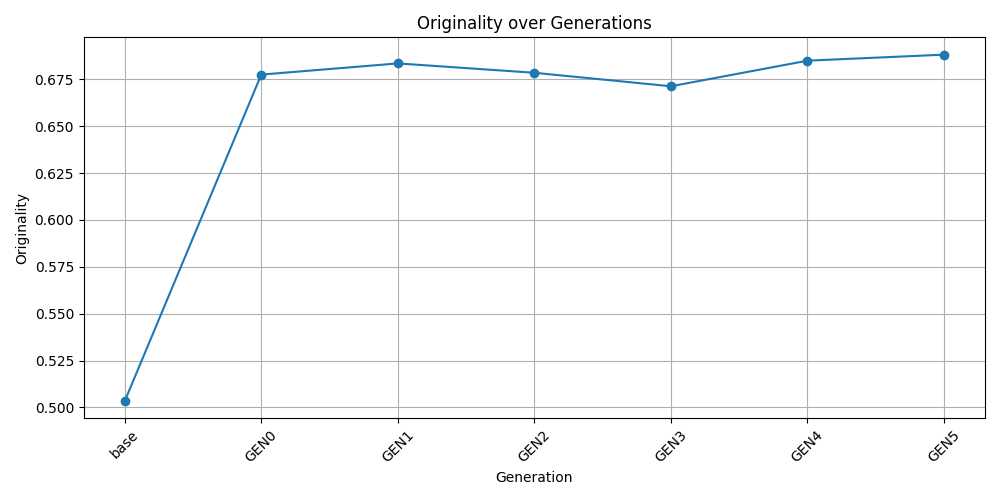 Originality over Generations
Originality
0.675
0.650
0.625
0.600
0.575
0.550
0.525
0.500
base
GEN0
GEN1
GEN2
GEN3
GEN4
GEN5
Generation